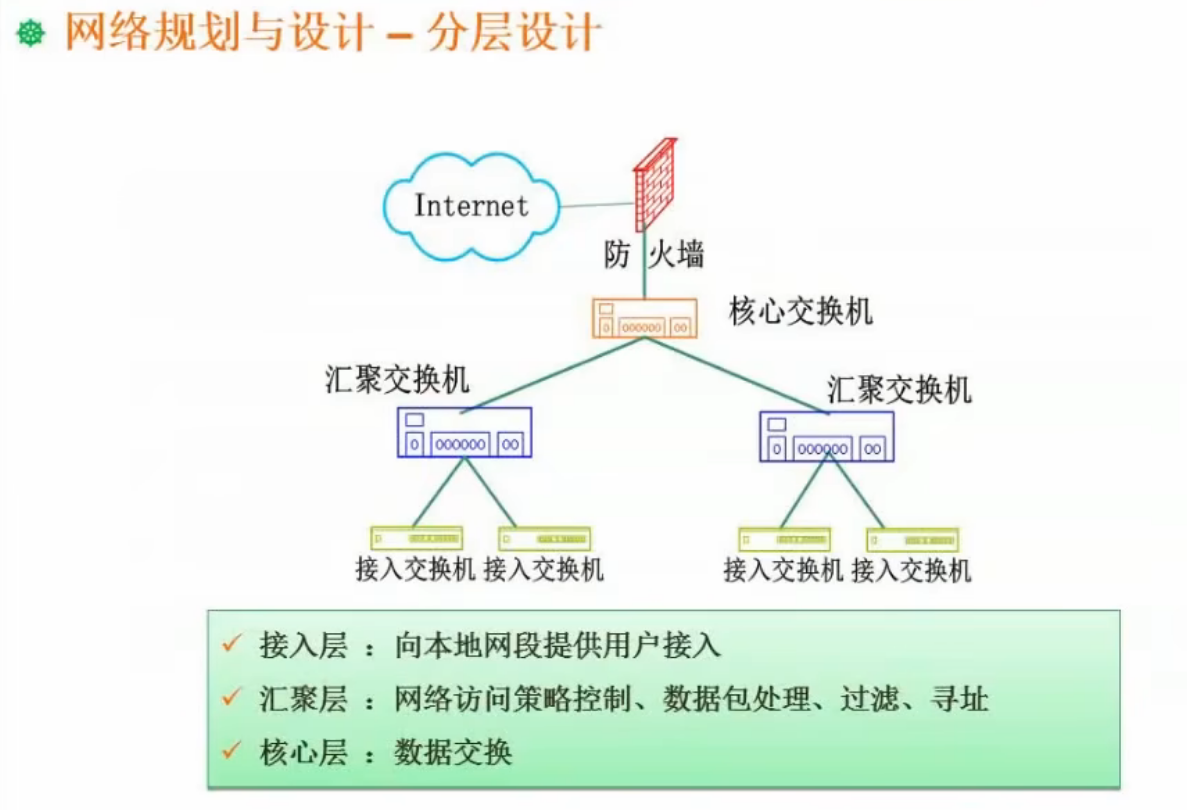 网络规划与设计 – 分层设计
Internet
防火墙
核心交换机
汇聚交换机
汇聚交换机
接入交换机 接入交换机
接入交换机 接入交换机
✓ 接入层 ：向本地网段提供用户接入
✓ 汇聚层 ：网络访问策略控制、数据包处理、过滤、寻址
✓ 核心层 ：数据交换